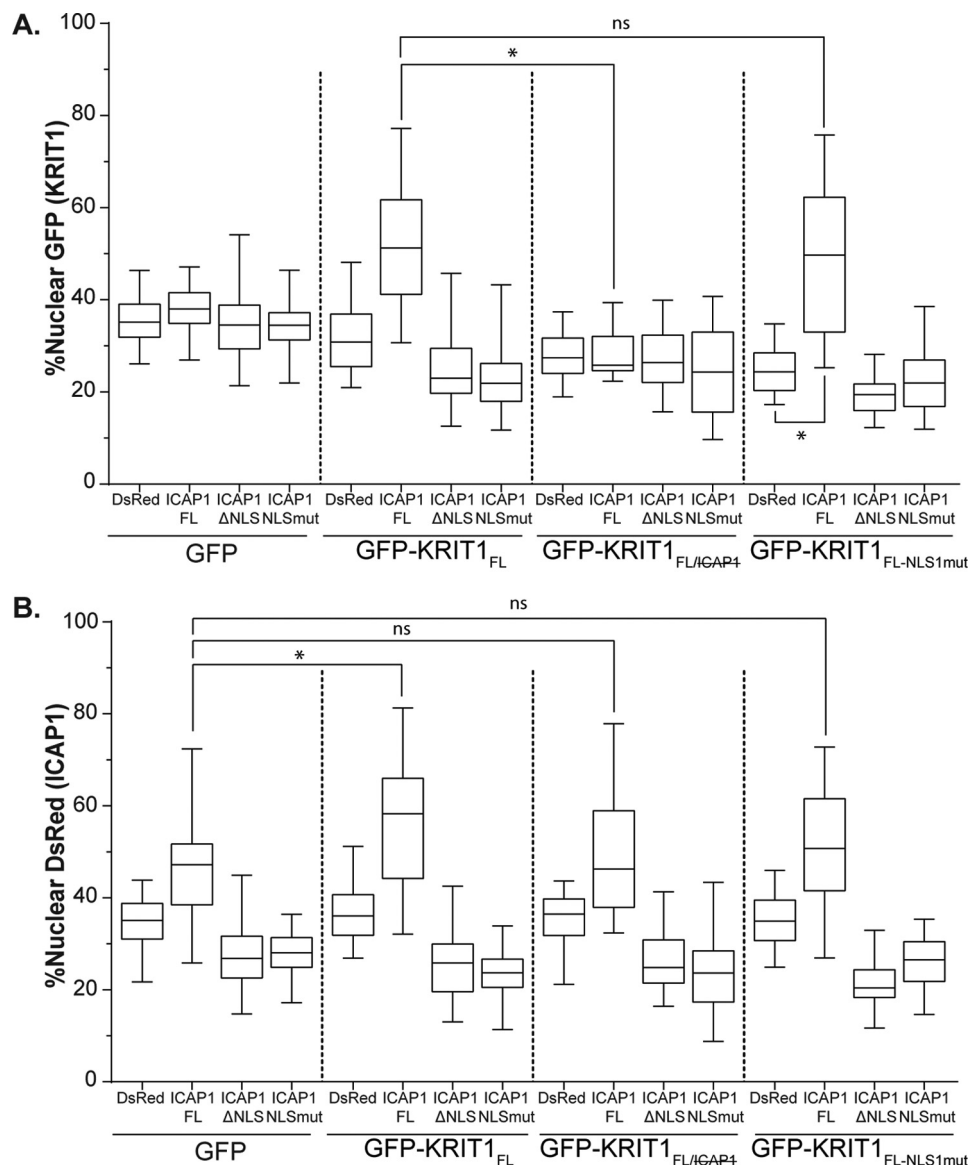 A.
ns
*
*
%Nuclear GFP (KRIT1)
100
80
60
40
20
0
DsRed ICAP1 ICAP1 ICAP1 DsRed ICAP1 ICAP1 ICAP1 DsRed ICAP1 ICAP1 ICAP1 DsRed ICAP1 ICAP1 ICAP1
FL ΔNLS NLSmut FL ΔNLS NLSmut FL ΔNLS NLSmut FL ΔNLS NLSmut
GFP GFP-KRIT1FL GFP-KRIT1FL/ICAP1 GFP-KRIT1FL-NLS1mut
B.
ns
ns
*
%Nuclear DsRed (ICAP1)
100
80
60
40
20
0
DsRed ICAP1 ICAP1 ICAP1 DsRed ICAP1 ICAP1 ICAP1 DsRed ICAP1 ICAP1 ICAP1 DsRed ICAP1 ICAP1 ICAP1
FL ΔNLS NLSmut FL ΔNLS NLSmut FL ΔNLS NLSmut FL ΔNLS NLSmut
GFP GFP-KRIT1FL GFP-KRIT1FL/ICAP1 GFP-KRIT1FL-NLS1mut